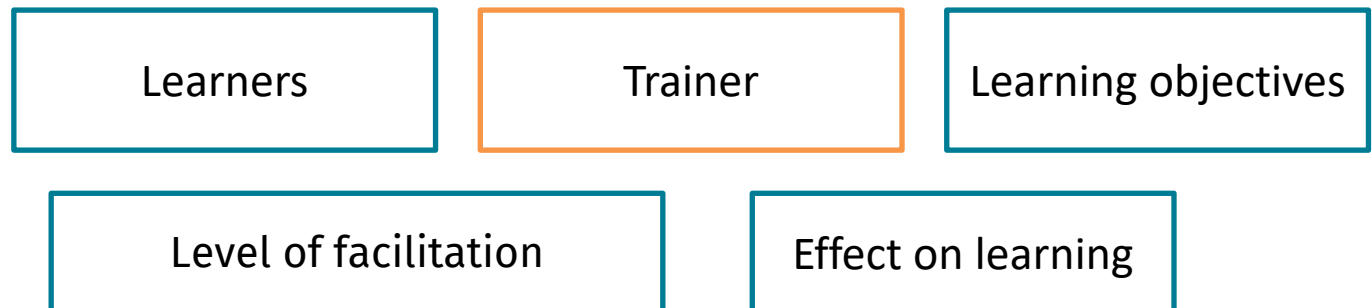 Learners
Trainer
Learning objectives
Level of facilitation
Effect on learning